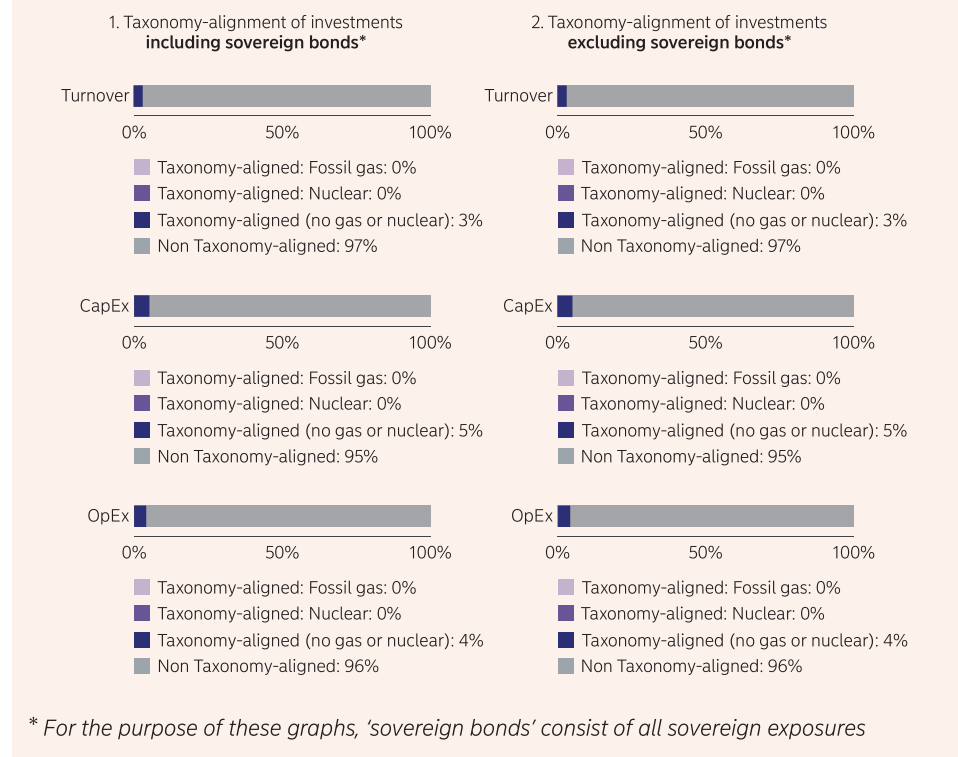 1. Taxonomy-alignment of investments
including sovereign bonds*
Turnover
0% 50% 100%
Taxonomy-aligned: Fossil gas: 0%
Taxonomy-aligned: Nuclear: 0%
Taxonomy-aligned (no gas or nuclear): 3%
Non Taxonomy-aligned: 97%
CapEx
0% 50% 100%
Taxonomy-aligned: Fossil gas: 0%
Taxonomy-aligned: Nuclear: 0%
Taxonomy-aligned (no gas or nuclear): 5%
Non Taxonomy-aligned: 95%
OpEx
0% 50% 100%
Taxonomy-aligned: Fossil gas: 0%
Taxonomy-aligned: Nuclear: 0%
Taxonomy-aligned (no gas or nuclear): 4%
Non Taxonomy-aligned: 96%
2. Taxonomy-alignment of investments
excluding sovereign bonds*
Turnover
0% 50% 100%
Taxonomy-aligned: Fossil gas: 0%
Taxonomy-aligned: Nuclear: 0%
Taxonomy-aligned (no gas or nuclear): 3%
Non Taxonomy-aligned: 97%
CapEx
0% 50% 100%
Taxonomy-aligned: Fossil gas: 0%
Taxonomy-aligned: Nuclear: 0%
Taxonomy-aligned (no gas or nuclear): 5%
Non Taxonomy-aligned: 95%
OpEx
0% 50% 100%
Taxonomy-aligned: Fossil gas: 0%
Taxonomy-aligned: Nuclear: 0%
Taxonomy-aligned (no gas or nuclear): 4%
Non Taxonomy-aligned: 96%
* For the purpose of these graphs, ‘sovereign bonds’ consist of all sovereign exposures